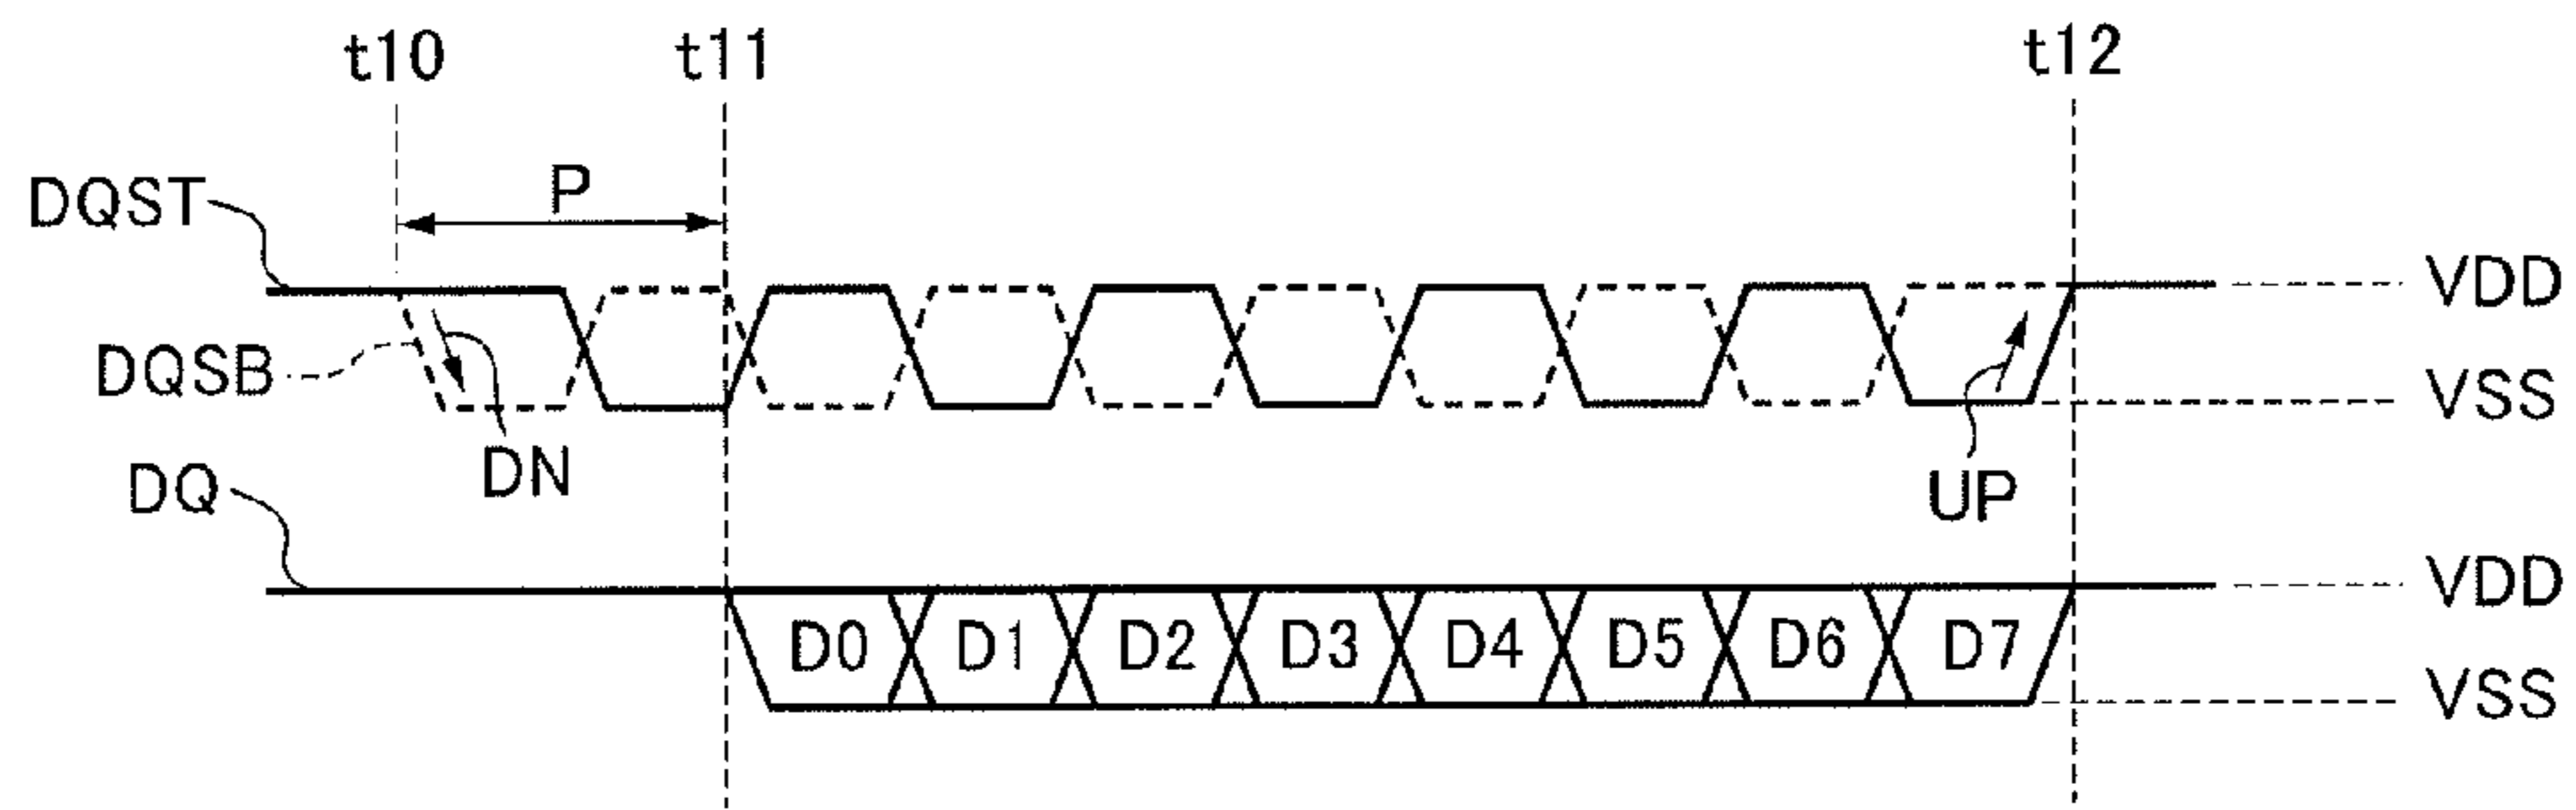 t10 t11 t12
P
DQST
VDD
DQSB
VSS
DN
UP
DQ
VDD
D0 D1 D2 D3 D4 D5 D6 D7
VSS